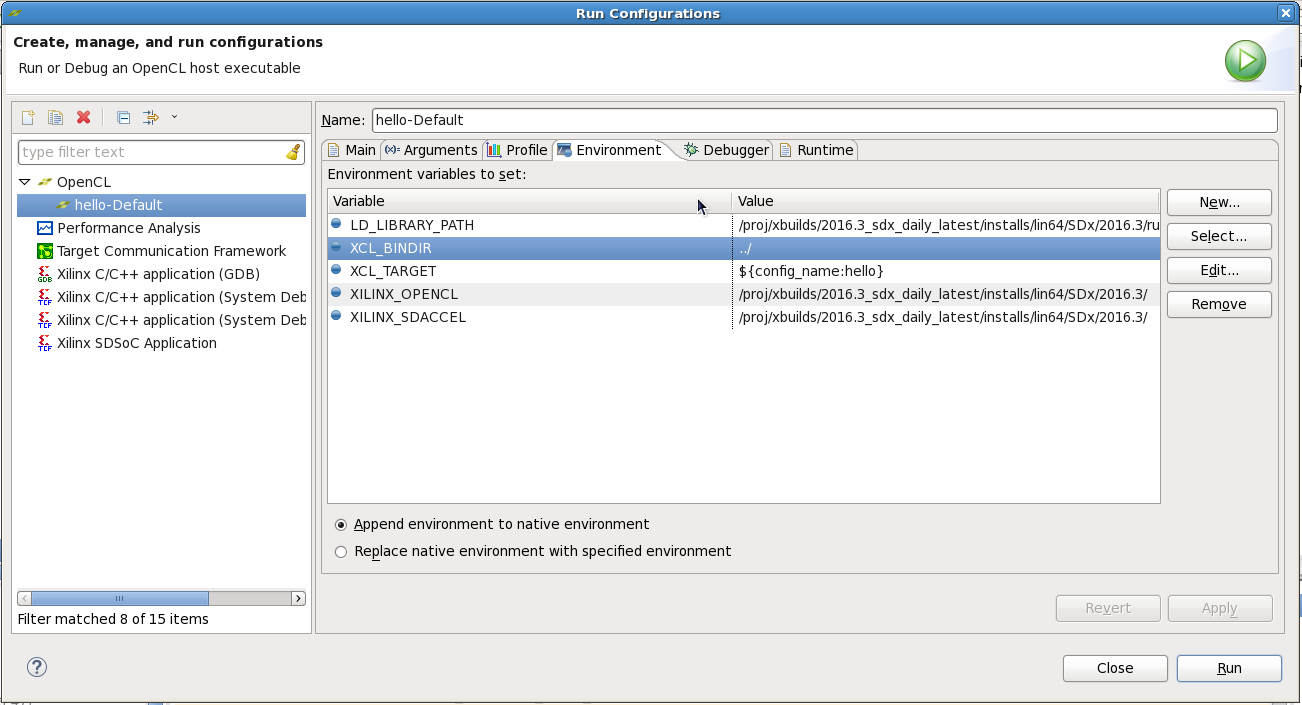 Run Configurations
Create, manage, and run configurations
Run or Debug an OpenCL host executable
type filter text
OpenCL
hello-Default
Performance Analysis
Target Communication Framework
Xilinx C/C++ application (GDB)
Xilinx C/C++ application (System Deb
Xilinx C/C++ application (System Deb
Xilinx SDSoC Application
Filter matched 8 of 15 items
Name: hello-Default
Main Arguments Profile Environment Debugger Runtime
Environment variables to set:
Variable Value
LD_LIBRARY_PATH /proj/xbuilds/2016.3_sdx_daily_latest/installs/lin64/SDx/2016.3/ru
XCL_BINDIR ../
XCL_TARGET ${config_name:hello}
XILINX_OPENCL /proj/xbuilds/2016.3_sdx_daily_latest/installs/lin64/SDx/2016.3/
XILINX_SDACCEL /proj/xbuilds/2016.3_sdx_daily_latest/installs/lin64/SDx/2016.3/
New...
Select...
Edit...
Remove
Append environment to native environment
Replace native environment with specified environment
Revert Apply
Close Run